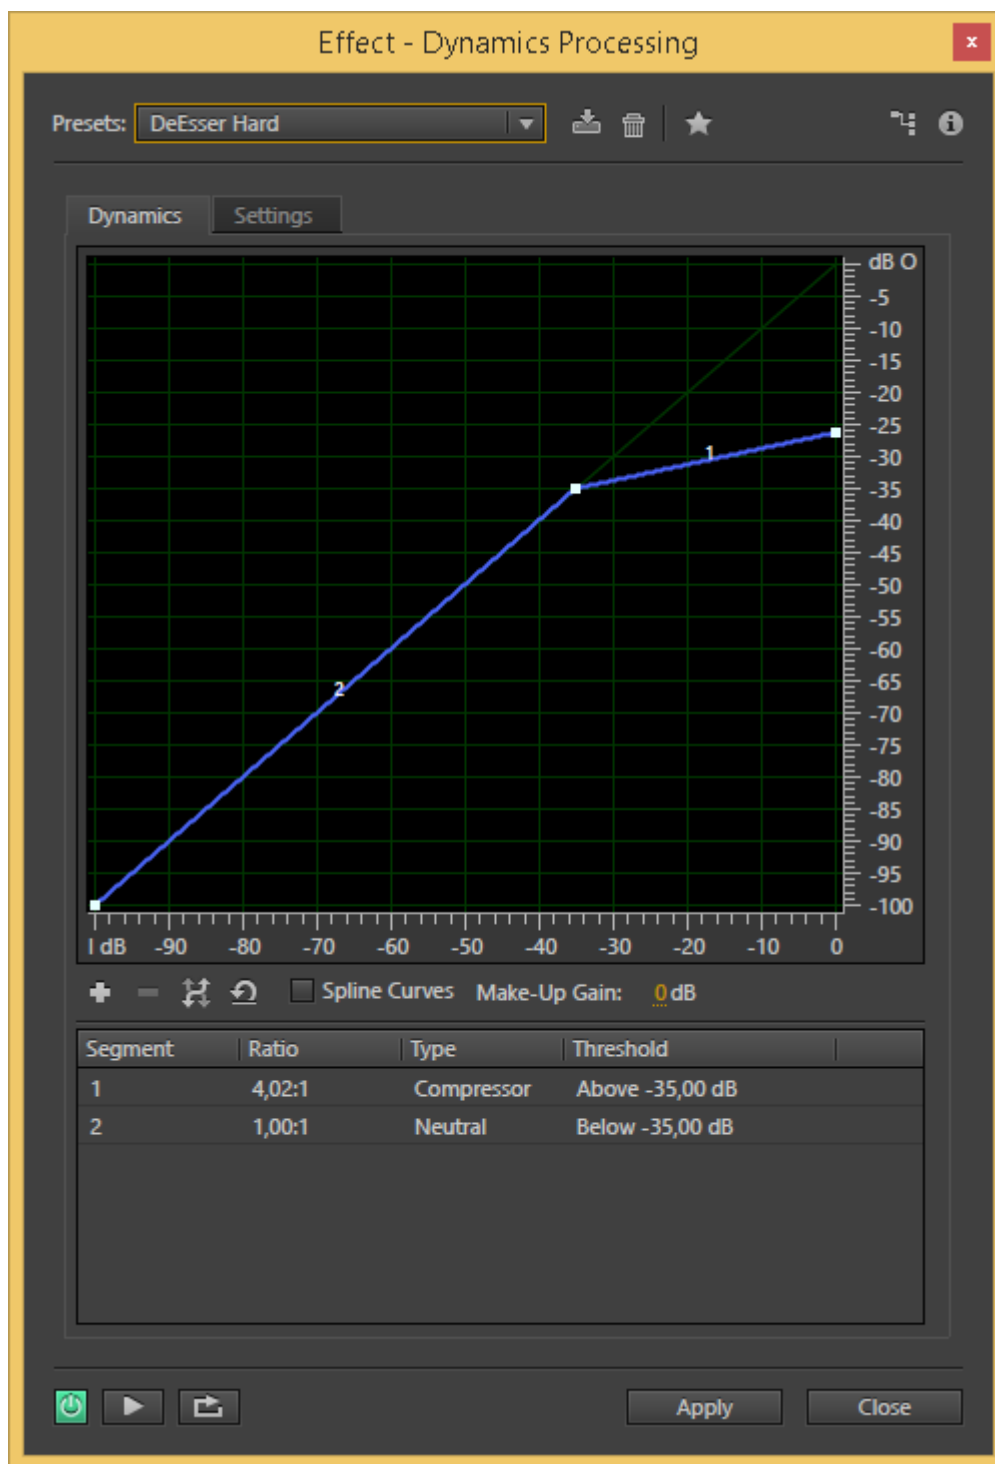 Effect - Dynamics Processing
x
Presets: DeEsser Hard
Dynamics Settings
dB O
-5
-10
-15
-20
-25
1
-30
-35
-40
-45
-50
-55
-60
-65
2
-70
-75
-80
-85
-90
-95
-100
I dB -90 -80 -70 -60 -50 -40 -30 -20 -10 0
Spline Curves Make-Up Gain: 0 dB
Segment Ratio Type Threshold
1 4,02:1 Compressor Above -35,00 dB
2 1,00:1 Neutral Below -35,00 dB
Apply Close